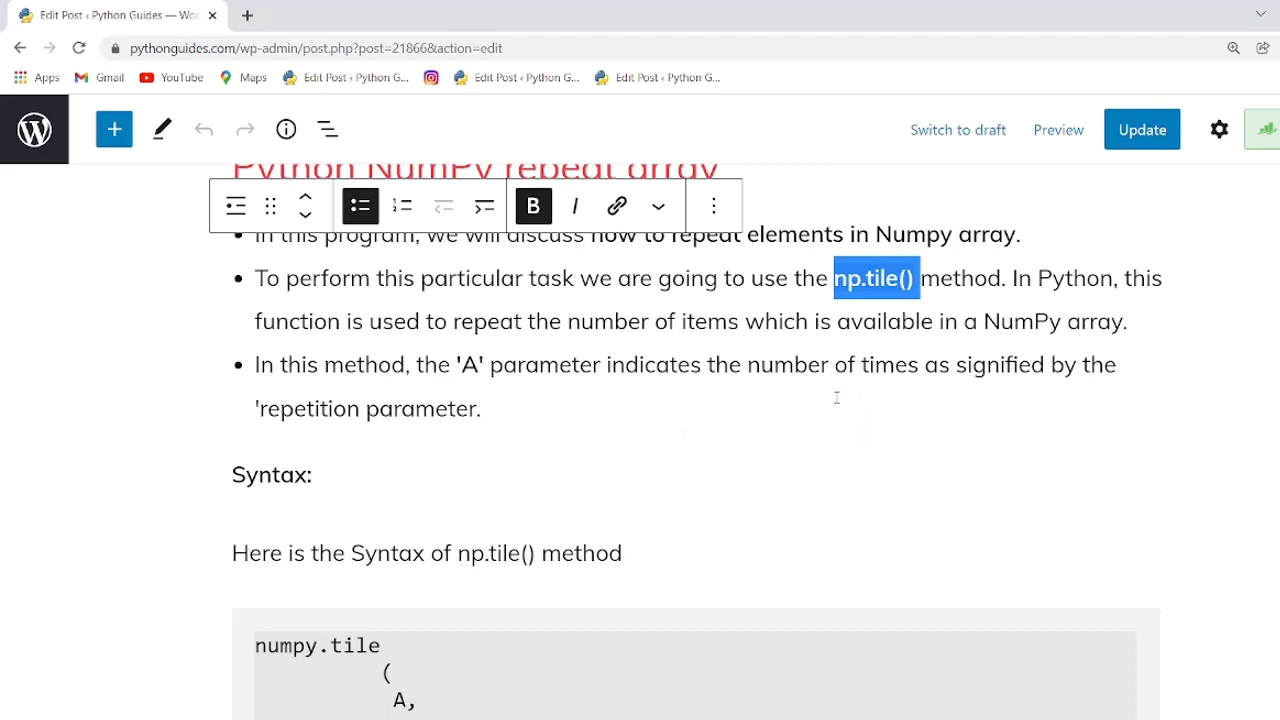 Edit Post ‹ Python Guides — Wor
pythonguides.com/wp-admin/post.php?post=21866&action=edit
Apps Gmail YouTube Maps Edit Post ‹ Python G... Edit Post ‹ Python G... Edit Post ‹ Python G...
Switch to draft Preview Update
Python NumPy repeat array
B I
In this program, we will discuss how to repeat elements in Numpy array.
To perform this particular task we are going to use the np.tile() method. In Python, this
function is used to repeat the number of items which is available in a NumPy array.
In this method, the 'A' parameter indicates the number of times as signified by the
'repetition parameter.
Syntax:
Here is the Syntax of np.tile() method
numpy.tile
(
A,